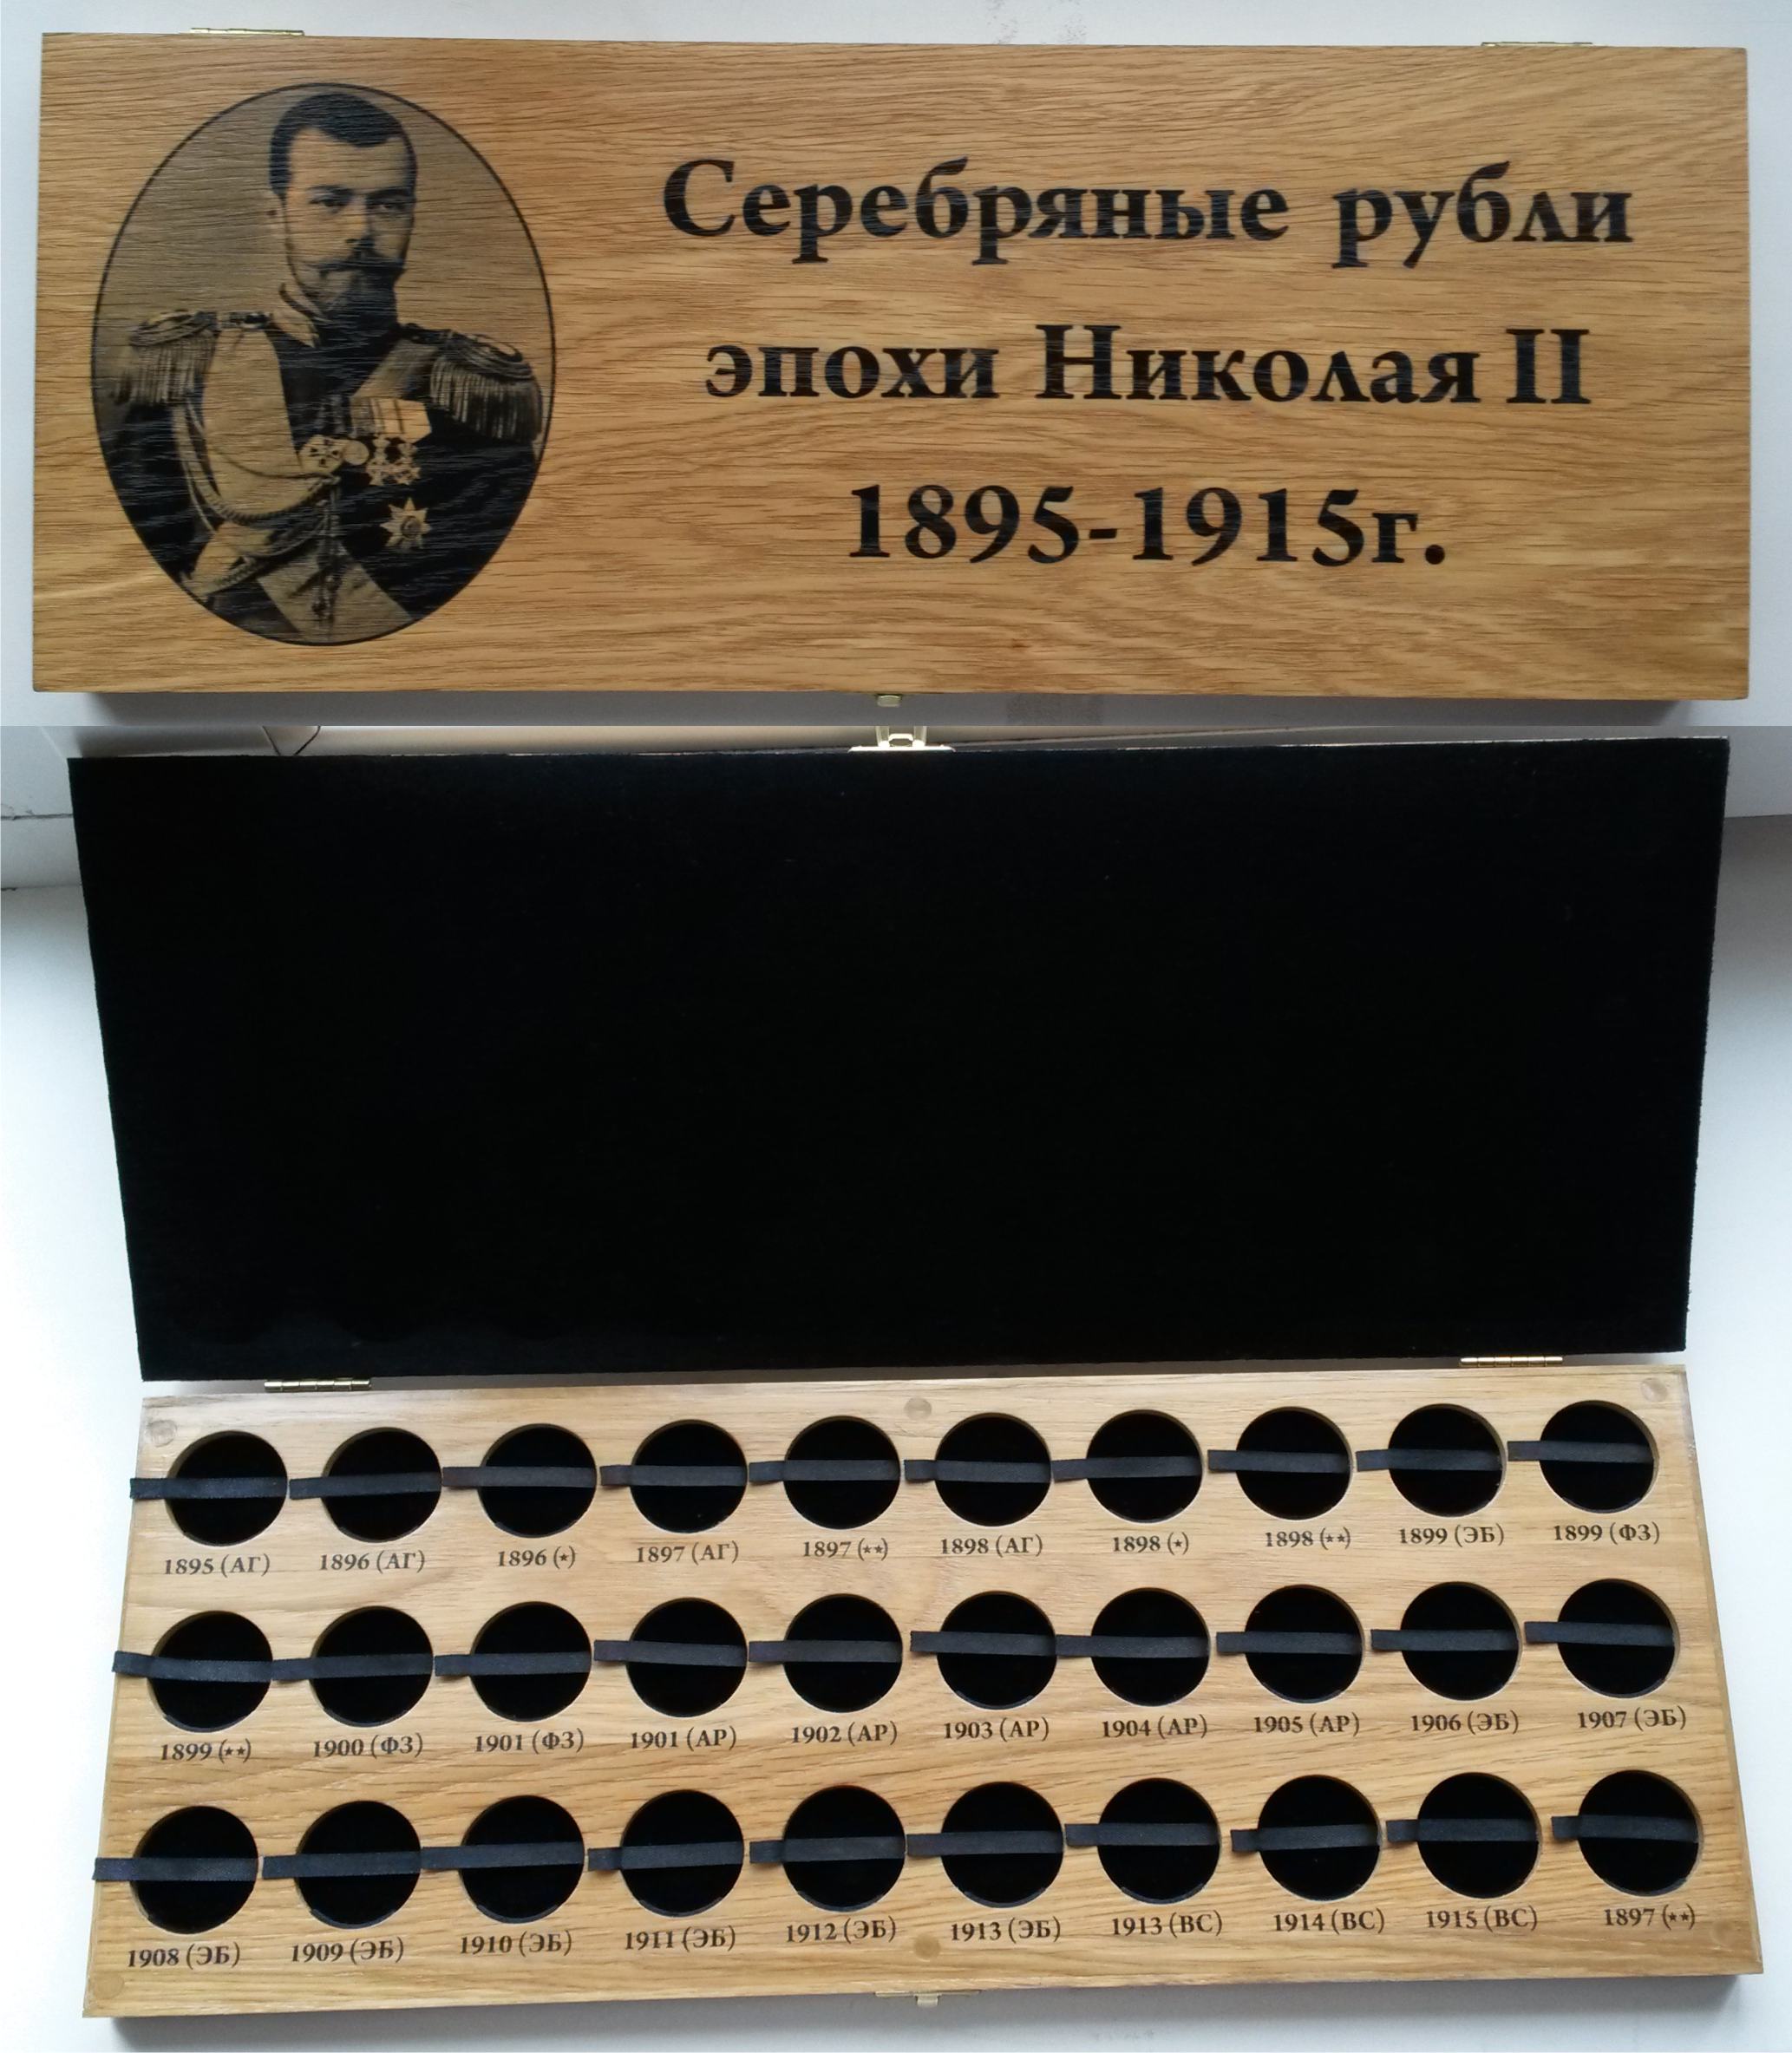 Серебряные рубли
эпохи Николая II
1895-1915г.
1895 (АГ) 1896 (АГ) 1896 (★) 1897 (АГ) 1897 (★★) 1898 (АГ) 1898 (★) 1898 (★★) 1899 (ЭБ) 1899 (ФЗ)
1899 (★★) 1900 (ФЗ) 1901 (ФЗ) 1901 (АР) 1902 (АР) 1903 (АР) 1904 (АР) 1905 (АР) 1906 (ЭБ) 1907 (ЭБ)
1908 (ЭБ) 1909 (ЭБ) 1910 (ЭБ) 1911 (ЭБ) 1912 (ЭБ) 1913 (ЭБ) 1913 (ВС) 1914 (ВС) 1915 (ВС) 1897 (★★)